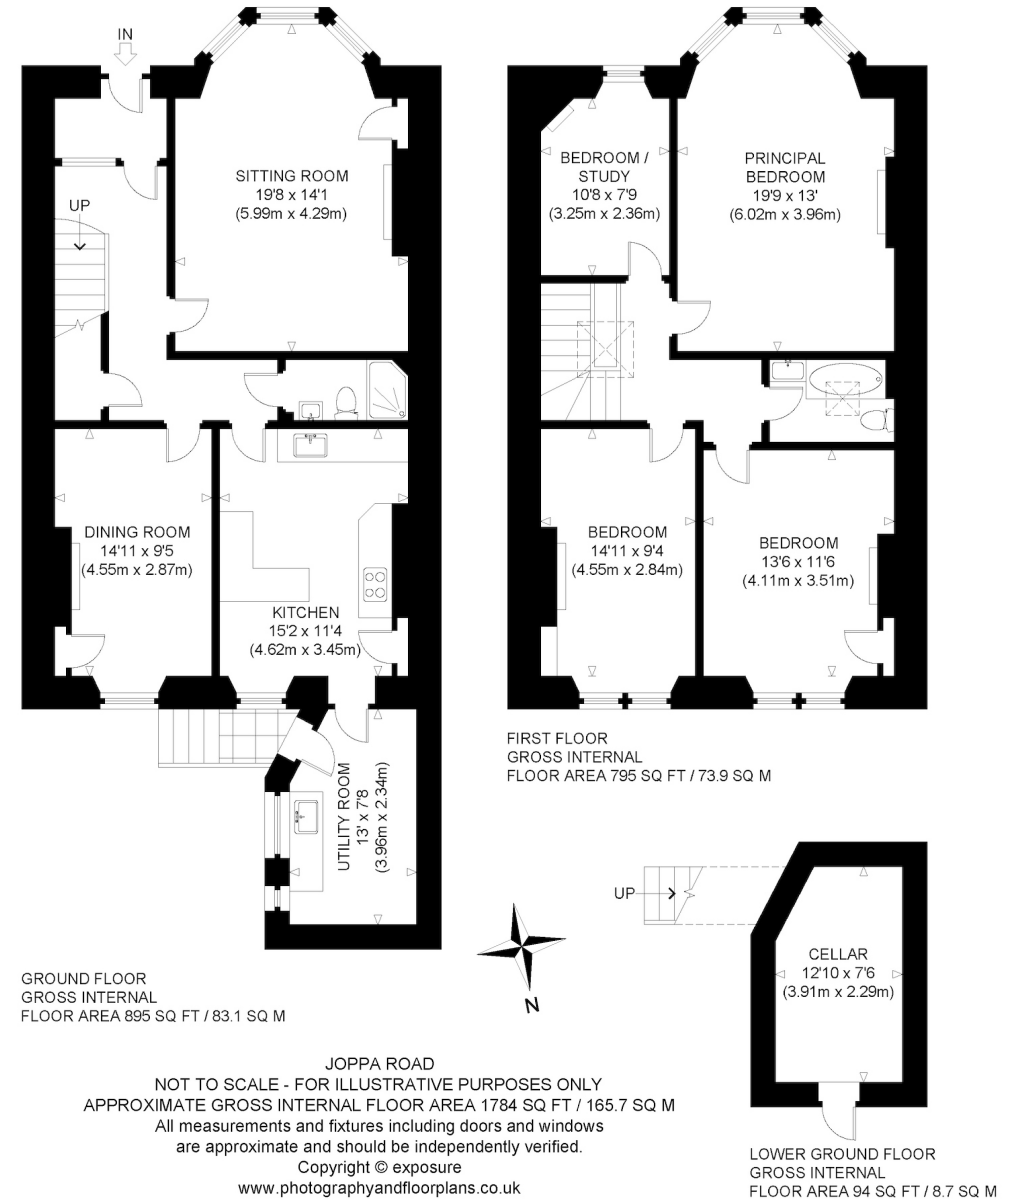 IN
UP
SITTING ROOM
19'8 x 14'1
(5.99m x 4.29m)
DINING ROOM
14'11 x 9'5
(4.55m x 2.87m)
KITCHEN
15'2 x 11'4
(4.62m x 3.45m)
UTILITY ROOM
13' x 7'8
(3.96m x 2.34m)
GROUND FLOOR
GROSS INTERNAL
FLOOR AREA 895 SQ FT / 83.1 SQ M
BEDROOM /
STUDY
10'8 x 7'9
(3.25m x 2.36m)
PRINCIPAL
BEDROOM
19'9 x 13'
(6.02m x 3.96m)
BEDROOM
14'11 x 9'4
(4.55m x 2.84m)
BEDROOM
13'6 x 11'6
(4.11m x 3.51m)
FIRST FLOOR
GROSS INTERNAL
FLOOR AREA 795 SQ FT / 73.9 SQ M
UP
CELLAR
12'10 x 7'6
(3.91m x 2.29m)
N
LOWER GROUND FLOOR
GROSS INTERNAL
FLOOR AREA 94 SQ FT / 8.7 SQ M
JOPPA ROAD
NOT TO SCALE - FOR ILLUSTRATIVE PURPOSES ONLY
APPROXIMATE GROSS INTERNAL FLOOR AREA 1784 SQ FT / 165.7 SQ M
All measurements and fixtures including doors and windows
are approximate and should be independently verified.
Copyright © exposure
www.photographyandfloorplans.co.uk